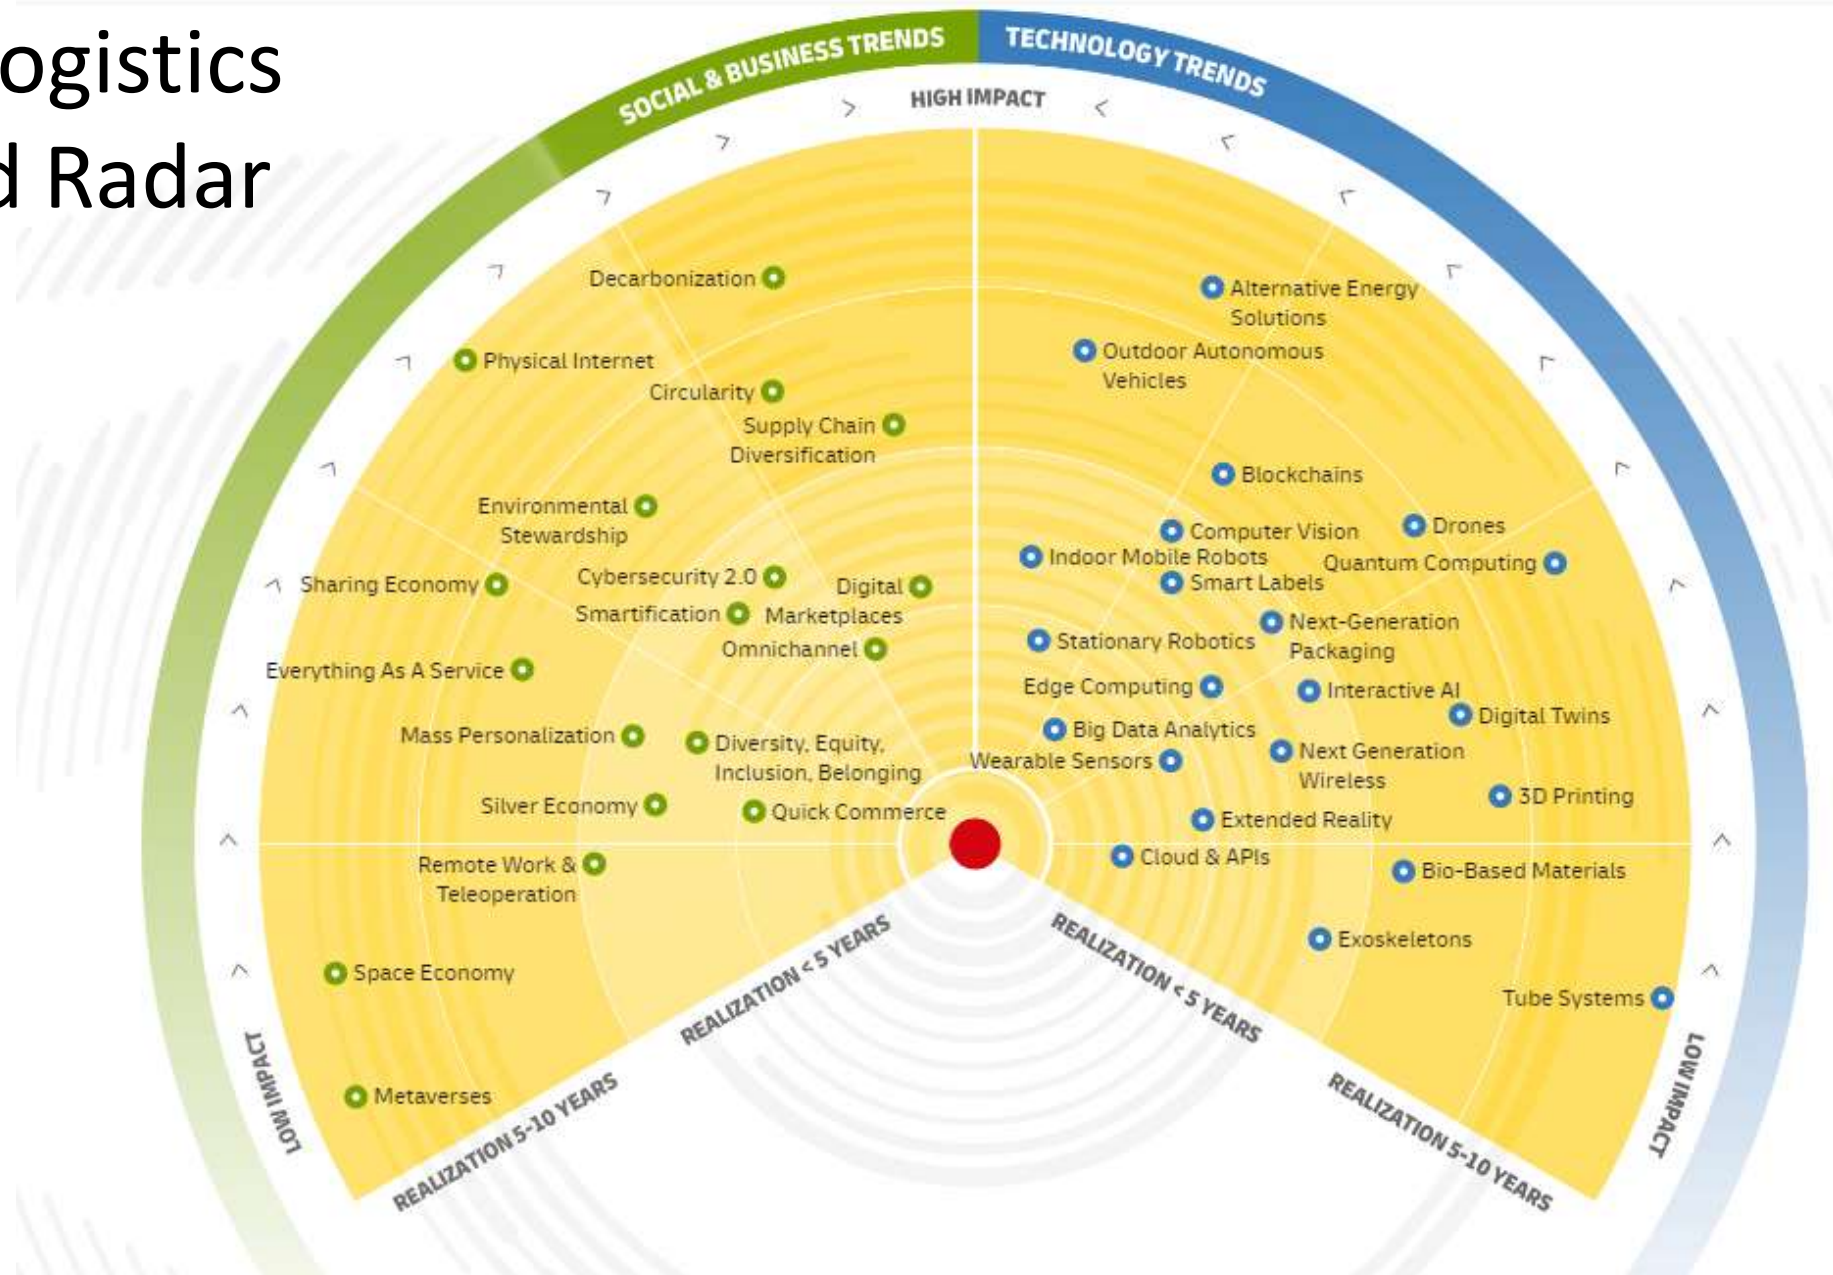 ogistics
d Radar
SOCIAL & BUSINESS TRENDS
TECHNOLOGY TRENDS
HIGH IMPACT
Decarbonization
Physical Internet
Circularity
Supply Chain
Diversification
Environmental
Stewardship
Sharing Economy
Cybersecurity 2.0
Digital
Marketplaces
Smartification
Omnichannel
Everything As A Service
Mass Personalization
Diversity, Equity,
Inclusion, Belonging
Silver Economy
Quick Commerce
Remote Work &
Teleoperation
Space Economy
Metaverses
Alternative Energy
Solutions
Outdoor Autonomous
Vehicles
Blockchains
Drones
Computer Vision
Indoor Mobile Robots
Quantum Computing
Smart Labels
Next-Generation
Packaging
Stationary Robotics
Edge Computing
Interactive AI
Digital Twins
Big Data Analytics
Wearable Sensors
Next Generation
Wireless
3D Printing
Extended Reality
Cloud & APIs
Bio-Based Materials
Exoskeletons
Tube Systems
LOW IMPACT
REALIZATION 5-10 YEARS
REALIZATION < 5 YEARS
REALIZATION < 5 YEARS
REALIZATION 5-10 YEARS
LOW IMPACT